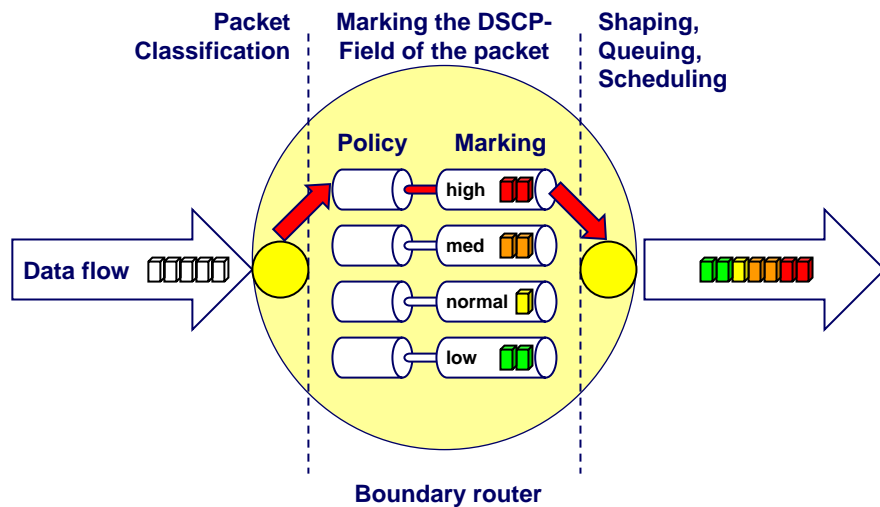 Packet
Classification
Marking the DSCP-
Field of the packet
Shaping,
Queuing,
Scheduling
Policy
Marking
high
med
Data flow
normal
low
Boundary router